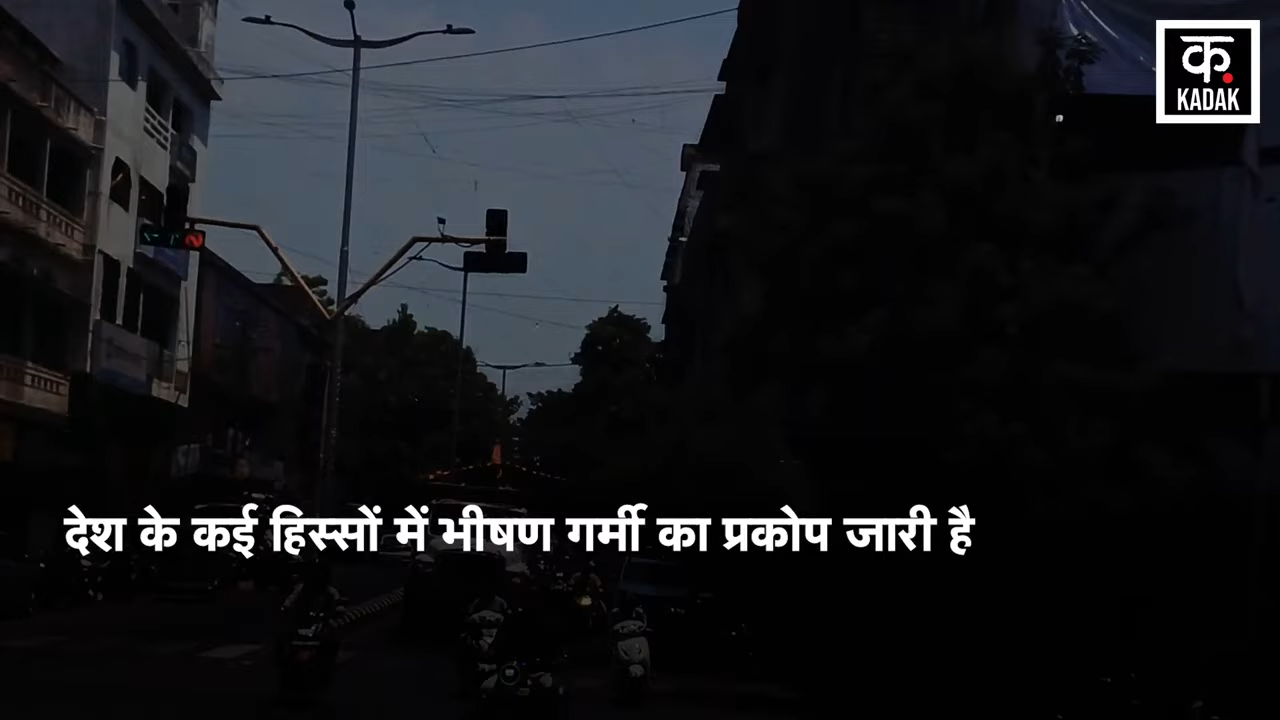 क.
KADAK
देश के कई हिस्सों में भीषण गर्मी का प्रकोप जारी है